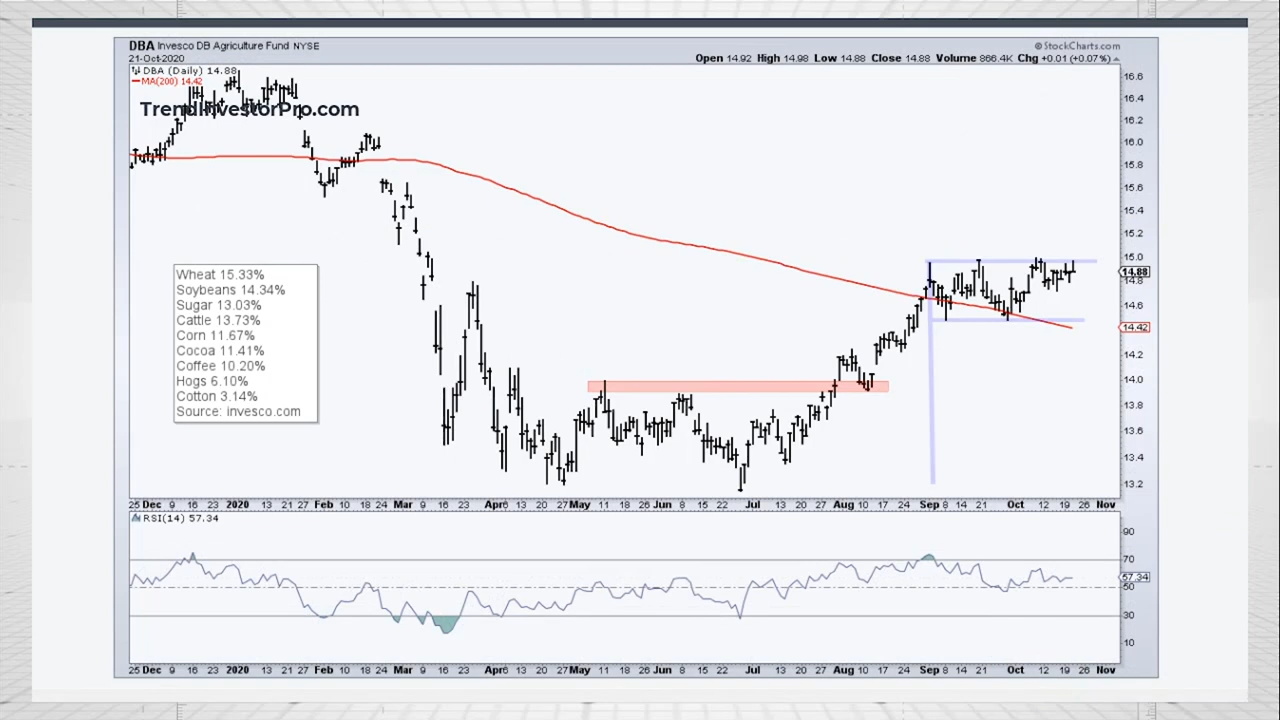 DBA Invesco DB Agriculture Fund NYSE
© StockCharts.com
21-Oct-2020
Open 14.92 High 14.98 Low 14.88 Close 14.88 Volume 866.4K Chg +0.01 (+0.07%)
DBA (Daily) 14.88
MA(200) 14.42
TrendInvestorPro.com
16.6
16.4
16.2
16.0
15.8
15.6
15.4
15.2
15.0
14.88
14.8
14.6
14.42
14.2
14.0
13.8
13.6
13.4
13.2
Wheat 15.33%
Soybeans 14.34%
Sugar 13.03%
Cattle 13.73%
Corn 11.67%
Cocoa 11.41%
Coffee 10.20%
Hogs 6.10%
Cotton 3.14%
Source: invesco.com
25 Dec 9 16 23 2020 13 21 27 Feb 10 18 24 Mar 9 16 23 Apr 6 13 20 27 May 11 18 26 Jun 8 15 22 Jul 13 20 27 Aug 10 17 24 Sep 8 14 21 Oct 12 19 26 Nov
RSI(14) 57.34
90
70
57.34
50
30
10
25 Dec 9 16 23 2020 13 21 27 Feb 10 18 24 Mar 9 16 23 Apr 6 13 20 27 May 11 18 26 Jun 8 15 22 Jul 13 20 27 Aug 10 17 24 Sep 8 14 21 Oct 12 19 26 Nov